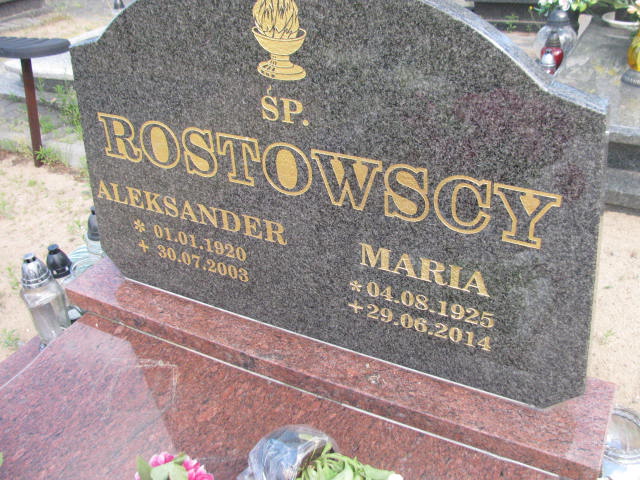 ŚP.
ROSTOWSCY
ALEKSANDER
* 01.01.1920
+ 30.07.2003
MARIA
* 04.08.1925
+ 29.06.2014